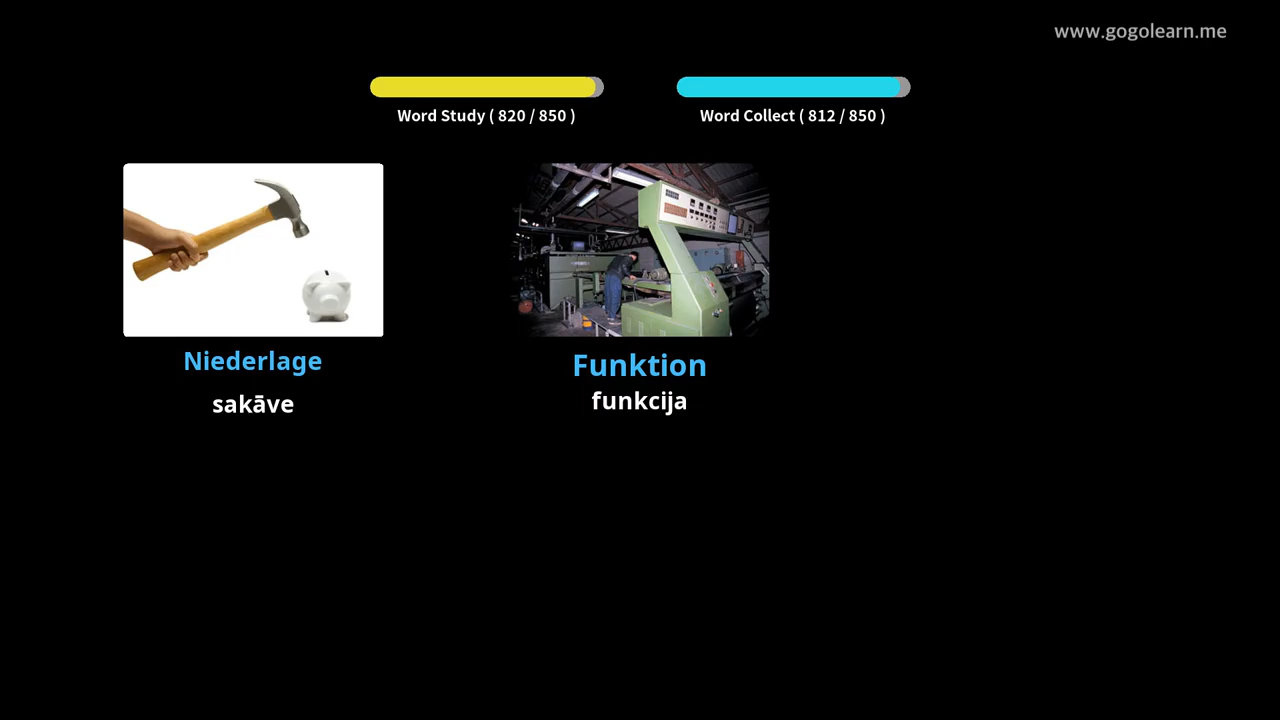 www.gogolearn.me
Word Study ( 820 / 850 )
Word Collect ( 812 / 850 )
Niederlage
sakāve
Funktion
funkcija